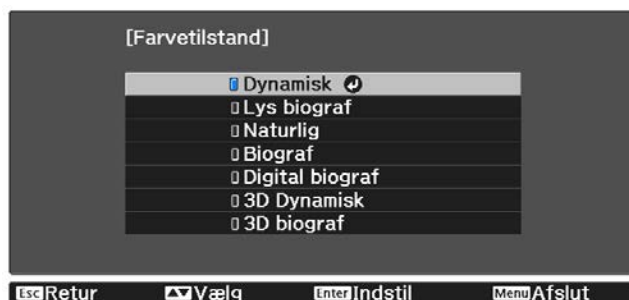 [Farvetilstand]
Dynamisk
Lys biograf
Naturlig
Biograf
Digital biograf
3D Dynamisk
3D biograf
Esc Retur Vælg Enter Indstil Menu Afslut